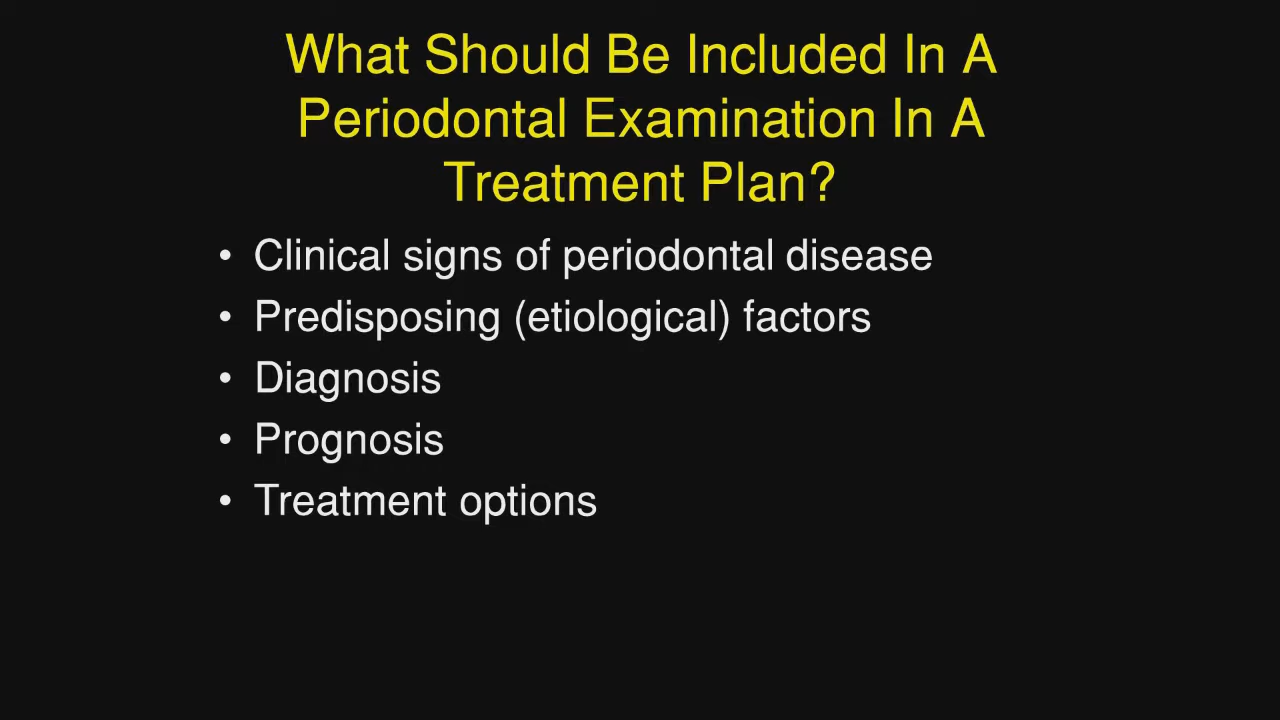 What Should Be Included In A
Periodontal Examination In A
Treatment Plan?
• Clinical signs of periodontal disease
• Predisposing (etiological) factors
• Diagnosis
• Prognosis
• Treatment options